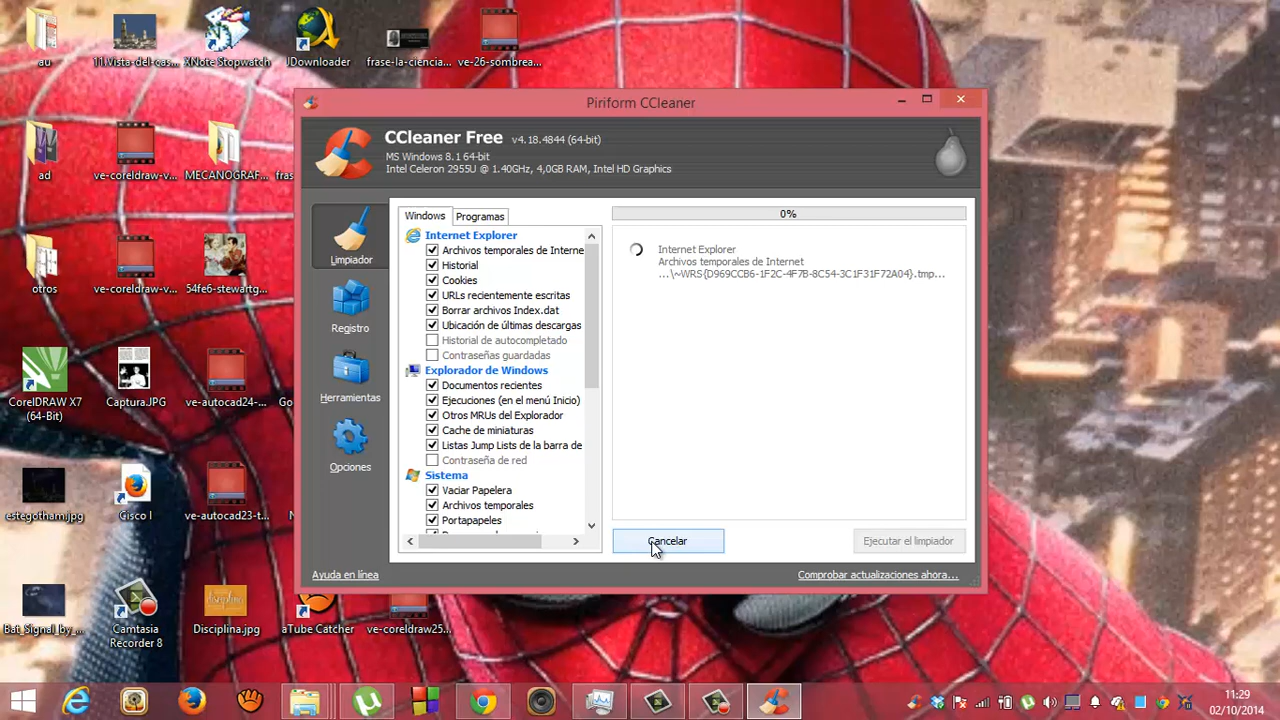 au
11.Vista-del-cas...
XNote Stopwatch
JDownloader
frase-la-ciencia...
ve-26-sombrea...
ad
ve-coreldraw-v...
MECANOGRAF...
otros
ve-coreldraw-v...
54fe6-stewartg...
CorelDRAW X7
(64-Bit)
Captura.JPG
ve-autocad24-...
estegotham.jpg
Cisco I
ve-autocad23-t...
Bat_Signal_by_...
Camtasia
Recorder 8
Disciplina.jpg
aTube Catcher
ve-coreldraw25...
Piriform CCleaner
CCleaner Free v4.18.4844 (64-bit)
MS Windows 8.1 64-bit
Intel Celeron 2955U @ 1.40GHz, 4,0GB RAM, Intel HD Graphics
Limpiador
Registro
Herramientas
Opciones
Windows
Programas
Internet Explorer
Archivos temporales de Interne
Historial
Cookies
URLs recientemente escritas
Borrar archivos Index.dat
Ubicación de últimas descargas
Historial de autocompletado
Contraseñas guardadas
Explorador de Windows
Documentos recientes
Ejecuciones (en el menú Inicio)
Otros MRUs del Explorador
Cache de miniaturas
Listas Jump Lists de la barra de
Contraseña de red
Sistema
Vaciar Papelera
Archivos temporales
Portapapeles
0%
Internet Explorer
Archivos temporales de Internet
...\~WRS{D969CCB6-1F2C-4F7B-8C54-3C1F31F72A04}.tmp...
Cancelar
Ejecutar el limpiador
Ayuda en línea
Comprobar actualizaciones ahora...
11:29
02/10/2014